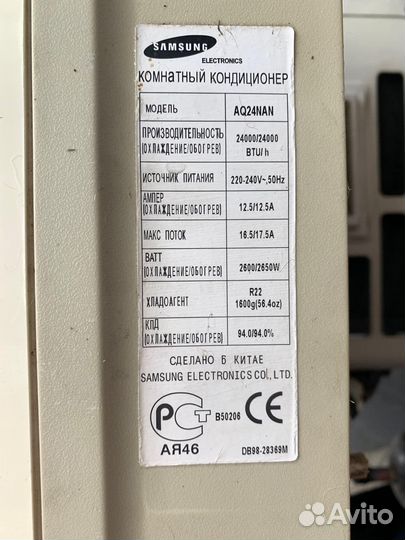 SAMSUNG
ELECTRONICS
КОМНАТНЫЙ КОНДИЦИОНЕР
МОДЕЛЬ AQ24NAN
ПРОИЗВОДИТЕЛЬНОСТЬ 24000/24000
(ОХЛАЖДЕНИЕ/ОБОГРЕВ) BTU/h
ИСТОЧНИК ПИТАНИЯ 220-240V~,50Hz
АМПЕР
(ОХЛАЖДЕНИЕ/ОБОГРЕВ) 12.5/12.5A
МАКС ПОТОК 16.5/17.5A
ВАТТ
(ОХЛАЖДЕНИЕ/ОБОГРЕВ) 2600/2650W
ХЛАДОАГЕНТ R22
1600g(56.4oz)
КПД
(ОХЛАЖДЕНИЕ/ОБОГРЕВ) 94.0/94.0%
СДЕЛАНО Б КИТАЕ
SAMSUNG ELECTRONICS CO., LTD.
РСТ B50206 CE
АЯ46 DB98-28369M
Avito